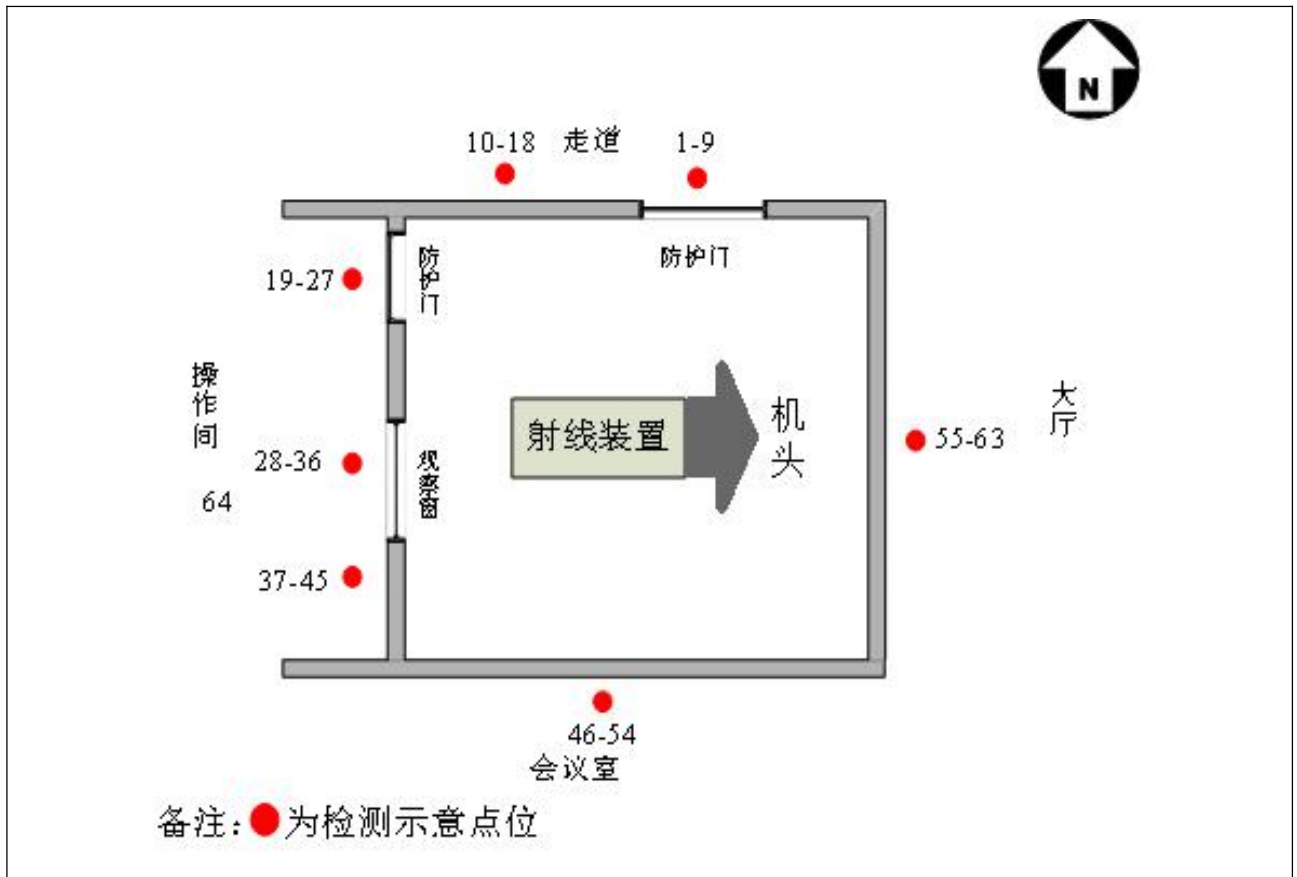 N
10-18 走道 1-9
防护门
19-27
防护门
操作间
射线装置
机头
大厅
55-63
28-36
观察窗
64
37-45
46-54
会议室
备注：为检测示意点位